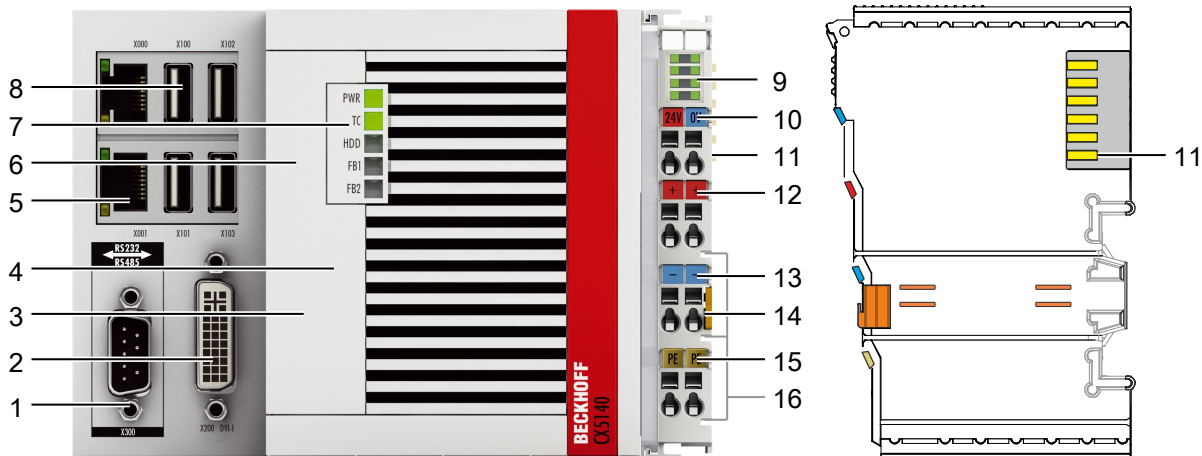 X000 X100 X102
8
PWR
7
TC
6
HDD
FB1
FB2
5
X001 X101 X103
RS232
RS485
4
3
2
1
X300
X200 DVI-I
BECKHOFF
CX5140
9
24V 0V
10
11
+ +
12
- -
13
14
PE PE
15
16
11